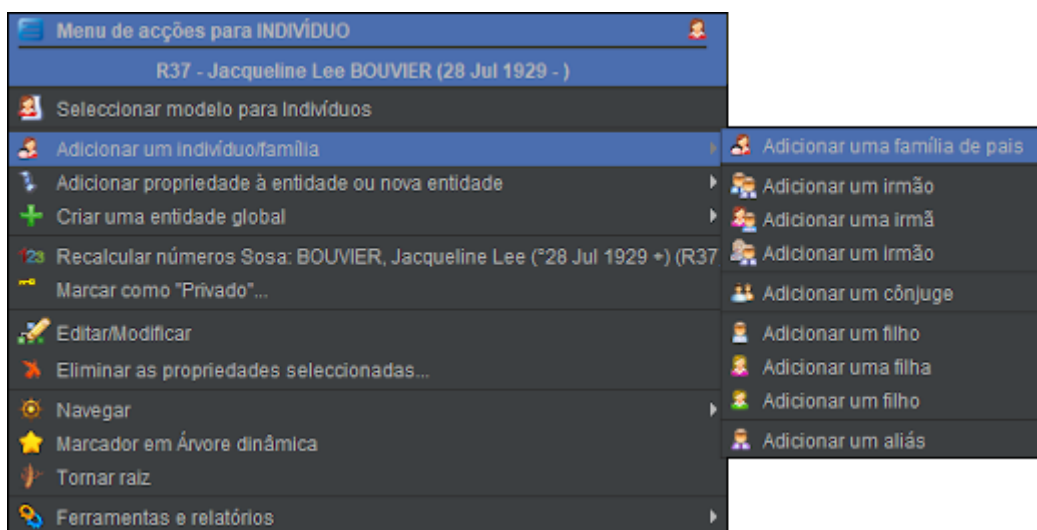 Menu de acções para INDIVÍDUO
R37 - Jacqueline Lee BOUVIER (28 Jul 1929 - )
Seleccionar modelo para Indivíduos
Adicionar um indivíduo/família
Adicionar propriedade à entidade ou nova entidade
Criar uma entidade global
123 Recalcular números Sosa: BOUVIER, Jacqueline Lee (°28 Jul 1929 +) (R37
Marcar como "Privado"...
Editar/Modificar
Eliminar as propriedades seleccionadas...
Navegar
Marcador em Árvore dinâmica
Tornar raiz
Ferramentas e relatórios
Adicionar uma família de pais
Adicionar um irmão
Adicionar uma irmã
Adicionar um irmão
Adicionar um cônjuge
Adicionar um filho
Adicionar uma filha
Adicionar um filho
Adicionar um aliás